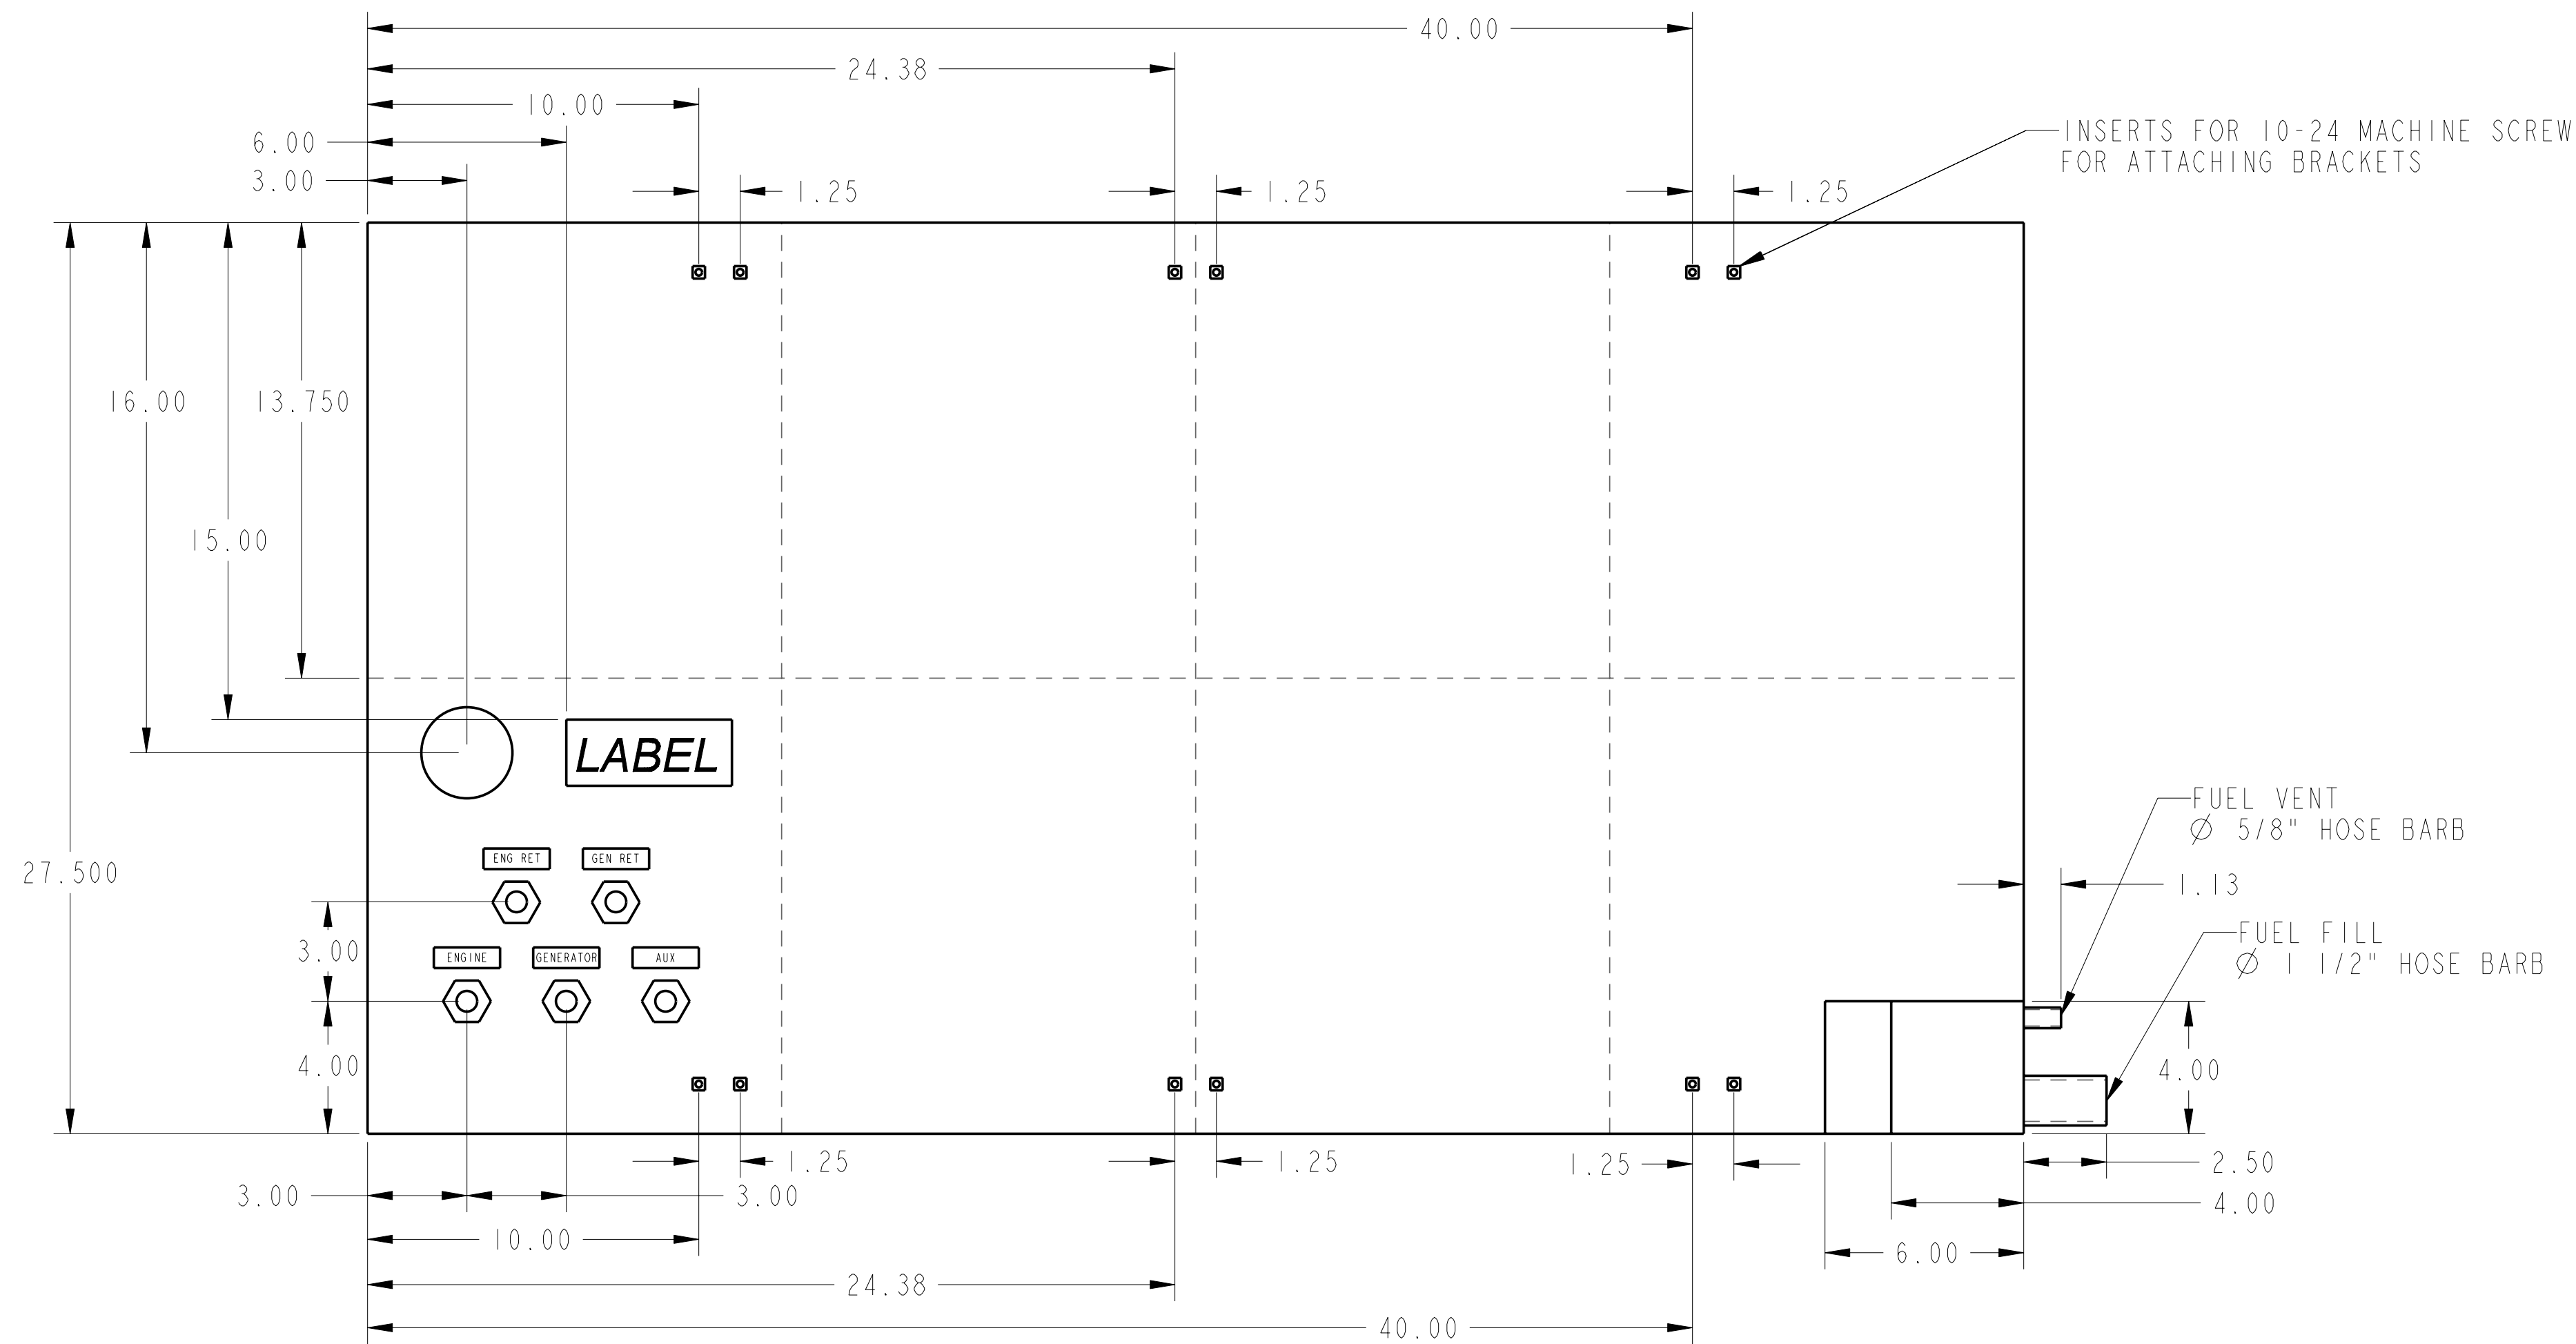 40.00
24.38
10.00
6.00
3.00
1.25
1.25
1.25
INSERTS FOR 10-24 MACHINE SCREW
FOR ATTACHING BRACKETS
16.00
13.750
15.00
27.500
LABEL
FUEL VENT
Ø 5/8" HOSE BARB
ENG RET
GEN RET
1.13
FUEL FILL
Ø 1 1/2" HOSE BARB
3.00
ENGINE
GENERATOR
AUX
4.00
4.00
1.25
1.25
1.25
2.50
3.00
3.00
4.00
10.00
6.00
24.38
40.00